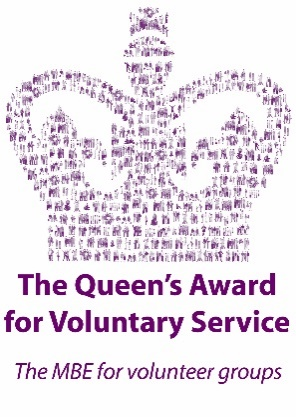 The Queen's Award
for Voluntary Service
The MBE for volunteer groups